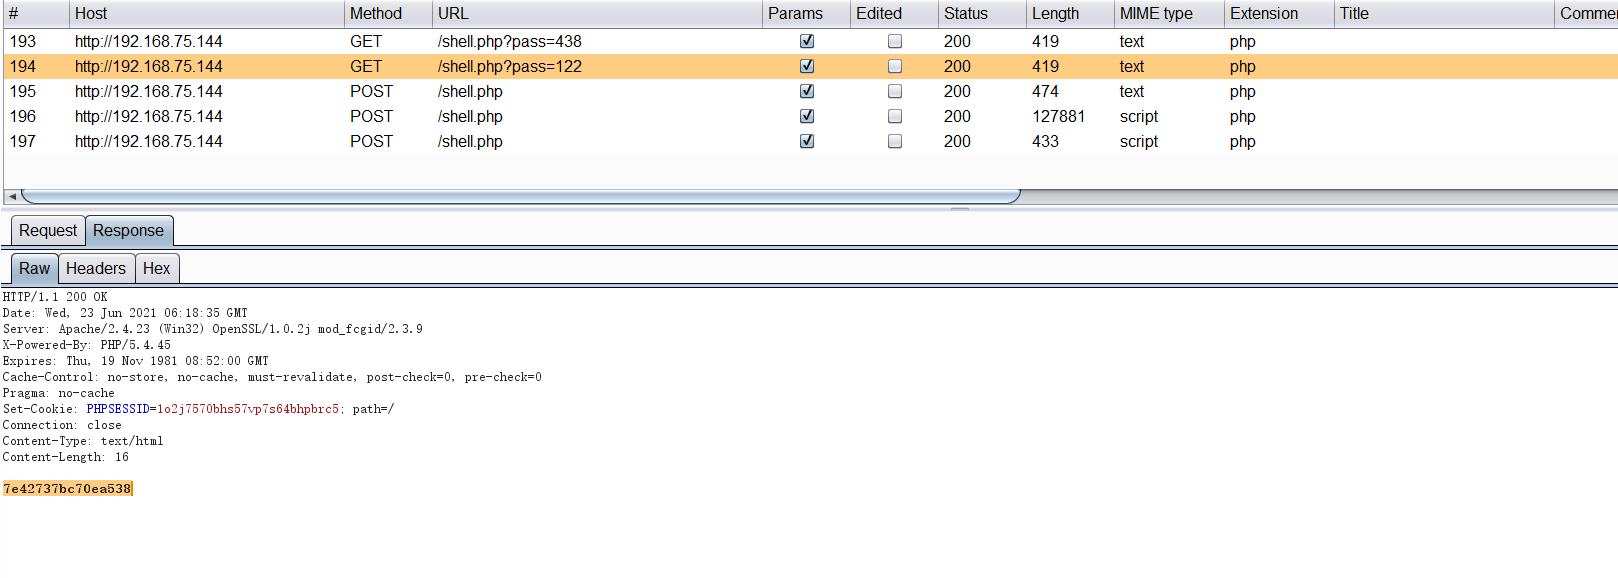 # Host Method URL Params Edited Status Length MIME type Extension Title Commer
193 http://192.168.75.144 GET /shell.php?pass=438 200 419 text php
194 http://192.168.75.144 GET /shell.php?pass=122 200 419 text php
195 http://192.168.75.144 POST /shell.php 200 474 text php
196 http://192.168.75.144 POST /shell.php 200 127881 script php
197 http://192.168.75.144 POST /shell.php 200 433 script php
Request Response
Raw Headers Hex
HTTP/1.1 200 OK
Date: Wed, 23 Jun 2021 06:18:35 GMT
Server: Apache/2.4.23 (Win32) OpenSSL/1.0.2j mod_fcgid/2.3.9
X-Powered-By: PHP/5.4.45
Expires: Thu, 19 Nov 1981 08:52:00 GMT
Cache-Control: no-store, no-cache, must-revalidate, post-check=0, pre-check=0
Pragma: no-cache
Set-Cookie: PHPSESSID=1o2j7570bhs57vp7s64bhpbrc5; path=/
Connection: close
Content-Type: text/html
Content-Length: 16
7e42737bc70ea538